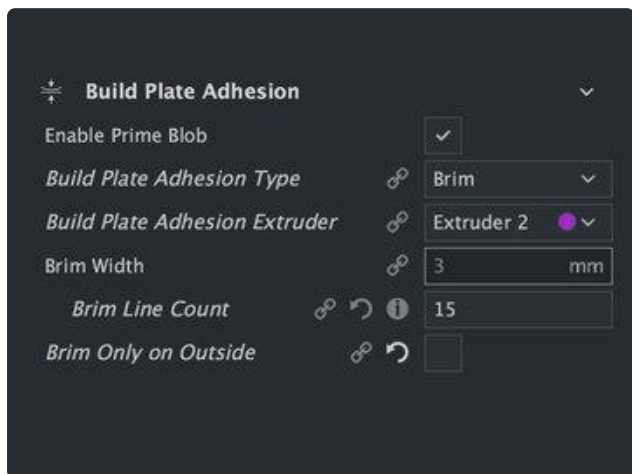 Build Plate Adhesion
Enable Prime Blob
Build Plate Adhesion Type Brim
Build Plate Adhesion Extruder Extruder 2
Brim Width 3 mm
Brim Line Count 15
Brim Only on Outside